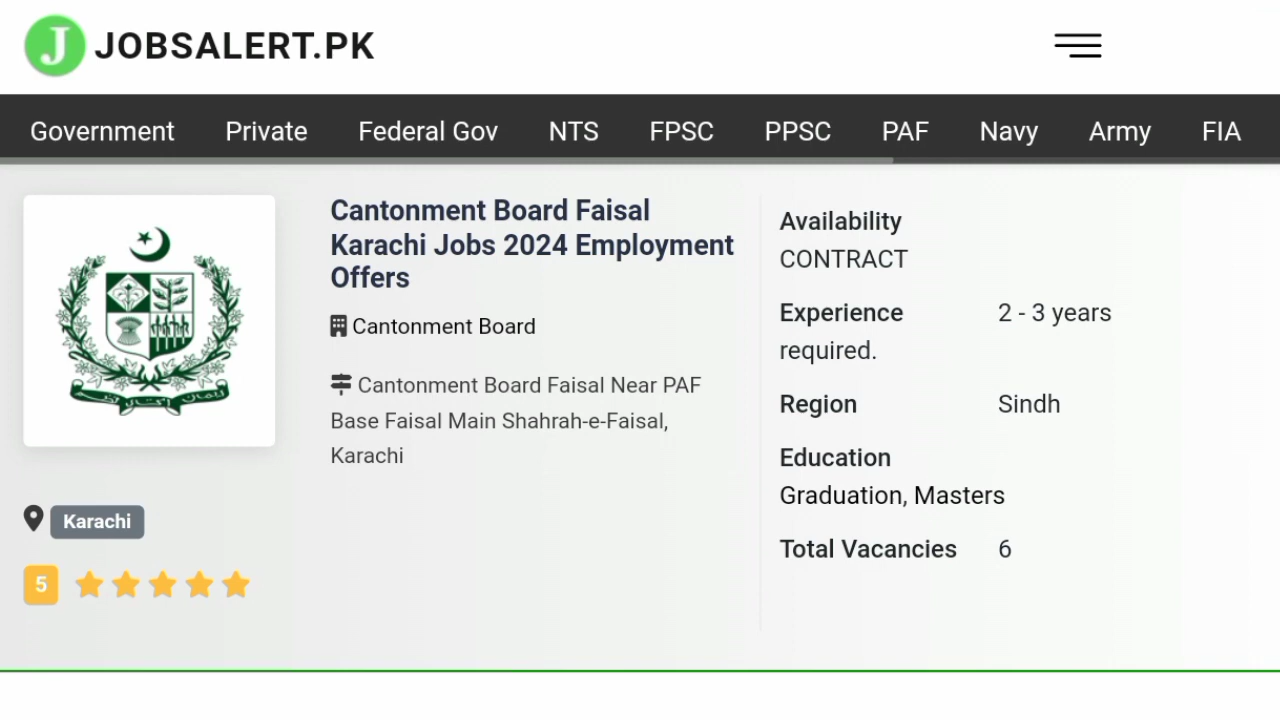 J JOBSALERT.PK
Government Private Federal Gov NTS FPSC PPSC PAF Navy Army FIA
Cantonment Board Faisal
Karachi Jobs 2024 Employment
Offers
Cantonment Board
Cantonment Board Faisal Near PAF
Base Faisal Main Shahrah-e-Faisal,
Karachi
Karachi
5
Availability
CONTRACT
Experience 2 - 3 years
required.
Region Sindh
Education
Graduation, Masters
Total Vacancies 6